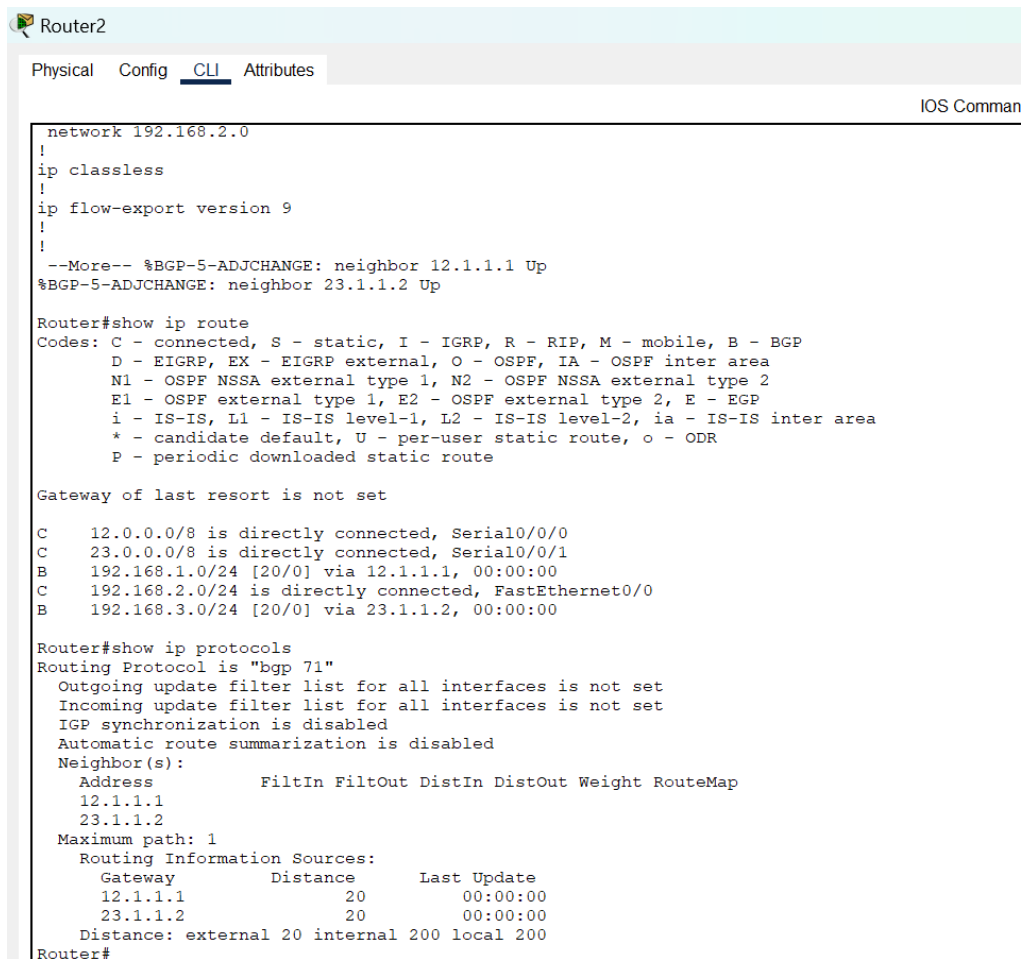 Router2
Physical Config CLI Attributes
IOS Comman
network 192.168.2.0
!
ip classless
!
ip flow-export version 9
!
!
--More-- %BGP-5-ADJCHANGE: neighbor 12.1.1.1 Up
%BGP-5-ADJCHANGE: neighbor 23.1.1.2 Up
Router#show ip route
Codes: C - connected, S - static, I - IGRP, R - RIP, M - mobile, B - BGP
D - EIGRP, EX - EIGRP external, O - OSPF, IA - OSPF inter area
N1 - OSPF NSSA external type 1, N2 - OSPF NSSA external type 2
E1 - OSPF external type 1, E2 - OSPF external type 2, E - EGP
i - IS-IS, L1 - IS-IS level-1, L2 - IS-IS level-2, ia - IS-IS inter area
* - candidate default, U - per-user static route, o - ODR
P - periodic downloaded static route
Gateway of last resort is not set
C 12.0.0.0/8 is directly connected, Serial0/0/0
C 23.0.0.0/8 is directly connected, Serial0/0/1
B 192.168.1.0/24 [20/0] via 12.1.1.1, 00:00:00
C 192.168.2.0/24 is directly connected, FastEthernet0/0
B 192.168.3.0/24 [20/0] via 23.1.1.2, 00:00:00
Router#show ip protocols
Routing Protocol is "bgp 71"
Outgoing update filter list for all interfaces is not set
Incoming update filter list for all interfaces is not set
IGP synchronization is disabled
Automatic route summarization is disabled
Neighbor(s):
Address FiltIn FiltOut DistIn DistOut Weight RouteMap
12.1.1.1
23.1.1.2
Maximum path: 1
Routing Information Sources:
Gateway Distance Last Update
12.1.1.1 20 00:00:00
23.1.1.2 20 00:00:00
Distance: external 20 internal 200 local 200
Router#